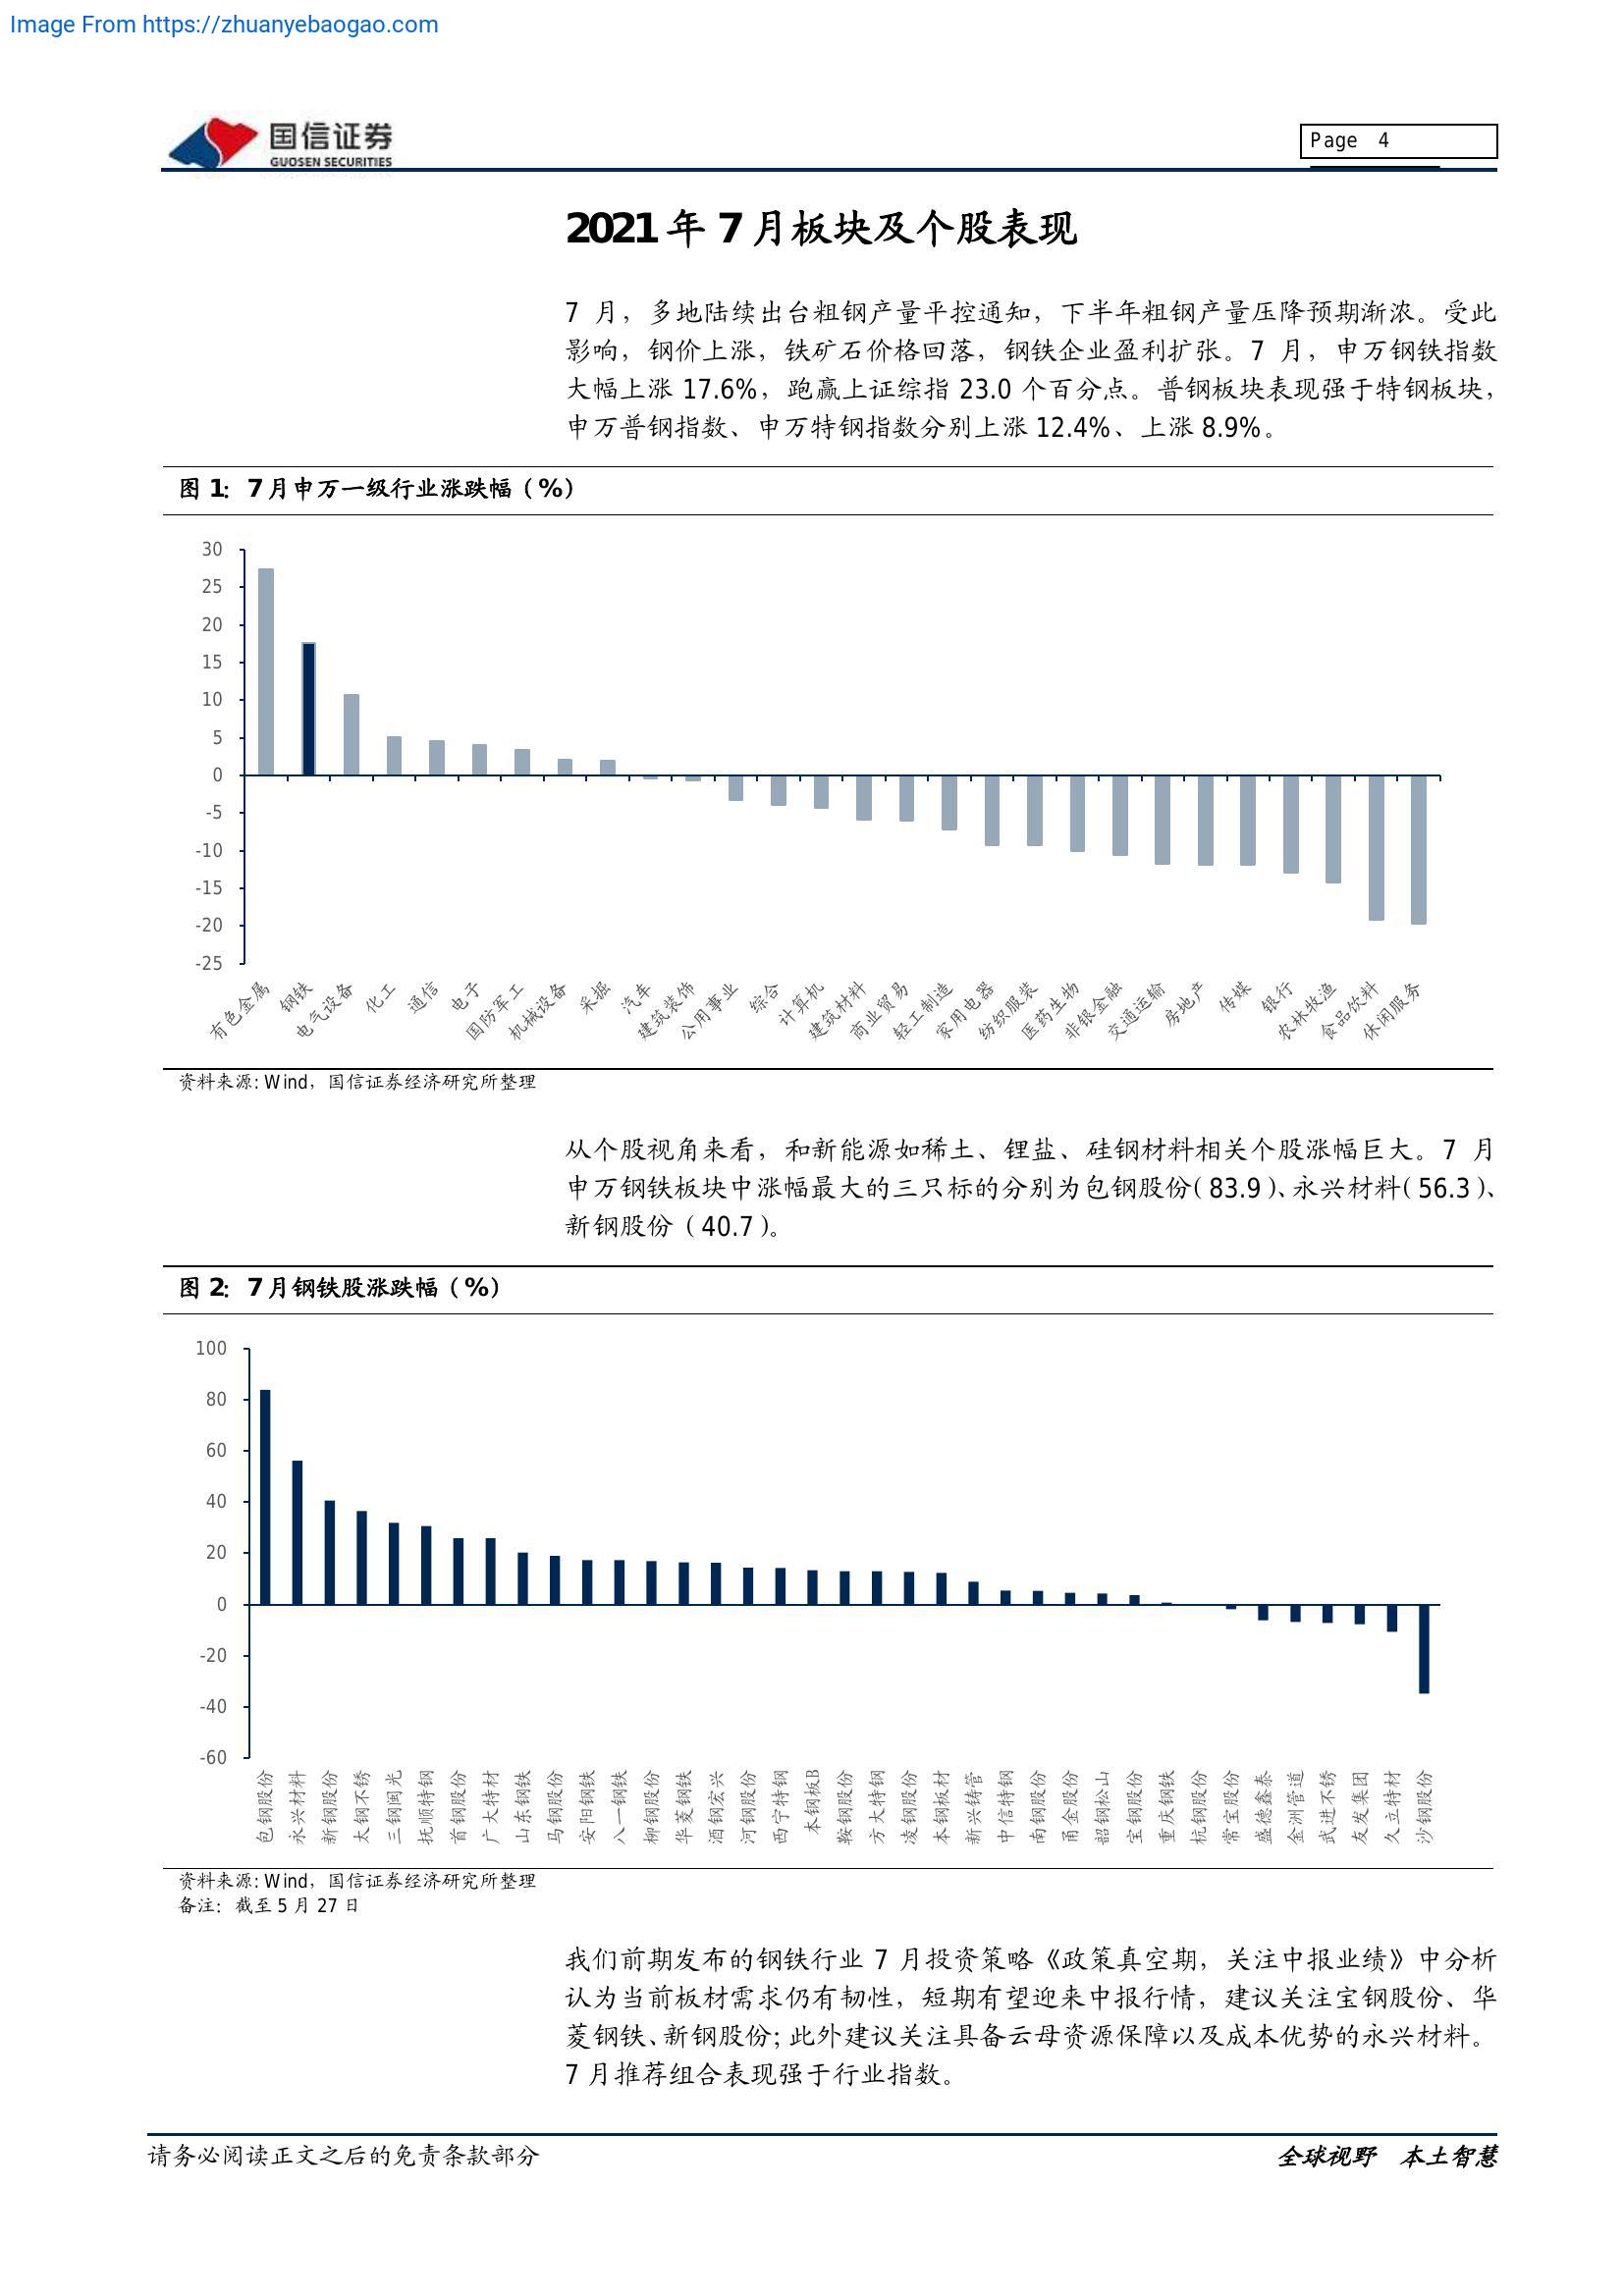 Image From https://zhuanyebaogao.com
国信证券
GUOSEN SECURITIES
Page 4
2021 年 7 月板块及个股表现
7 月，多地陆续出台粗钢产量平控通知，下半年粗钢产量压降预期渐浓。受此
影响，钢价上涨，铁矿石价格回落，钢铁企业盈利扩张。7 月，申万钢铁指数
大幅上涨 17.6%，跑赢上证综指 23.0 个百分点。普钢板块表现强于特钢板块，
申万普钢指数、申万特钢指数分别上涨 12.4%、上涨 8.9%。
图 1：7 月申万一级行业涨跌幅（%）
30
25
20
15
10
5
0
-5
-10
-15
-20
-25
有色金属
钢铁
电气设备
化工
通信
电子
国防军工
机械设备
采掘
汽车
建筑装饰
公用事业
综合
计算机
建筑材料
商业贸易
轻工制造
家用电器
纺织服装
医药生物
非银金融
交通运输
房地产
传媒
银行
农林牧渔
食品饮料
休闲服务
资料来源：Wind，国信证券经济研究所整理
从个股视角来看，和新能源如稀土、锂盐、硅钢材料相关个股涨幅巨大。7 月
申万钢铁板块中涨幅最大的三只标的分别为包钢股份（83.9）、永兴材料（56.3）、
新钢股份（40.7）。
图 2：7 月钢铁股涨跌幅（%）
100
80
60
40
20
0
-20
-40
-60
包钢股份
永兴材料
新钢股份
太钢不锈
三钢闽光
抚顺特钢
首钢股份
广大特材
山东钢铁
马钢股份
安阳钢铁
八一钢铁
柳钢股份
华菱钢铁
酒钢宏兴
河钢股份
西宁特钢
本钢板B
鞍钢股份
方大特钢
凌钢股份
本钢板材
新兴铸管
中信特钢
南钢股份
甬金股份
韶钢松山
宝钢股份
重庆钢铁
杭钢股份
常宝股份
盛德鑫泰
金洲管道
武进不锈
友发集团
久立特材
沙钢股份
资料来源：Wind，国信证券经济研究所整理
备注：截至 5 月 27 日
我们前期发布的钢铁行业 7 月投资策略《政策真空期，关注中报业绩》中分析
认为当前板材需求仍有韧性，短期有望迎来中报行情，建议关注宝钢股份、华
菱钢铁、新钢股份；此外建议关注具备云母资源保障以及成本优势的永兴材料。
7 月推荐组合表现强于行业指数。
请务必阅读正文之后的免责条款部分
全球视野 本土智慧